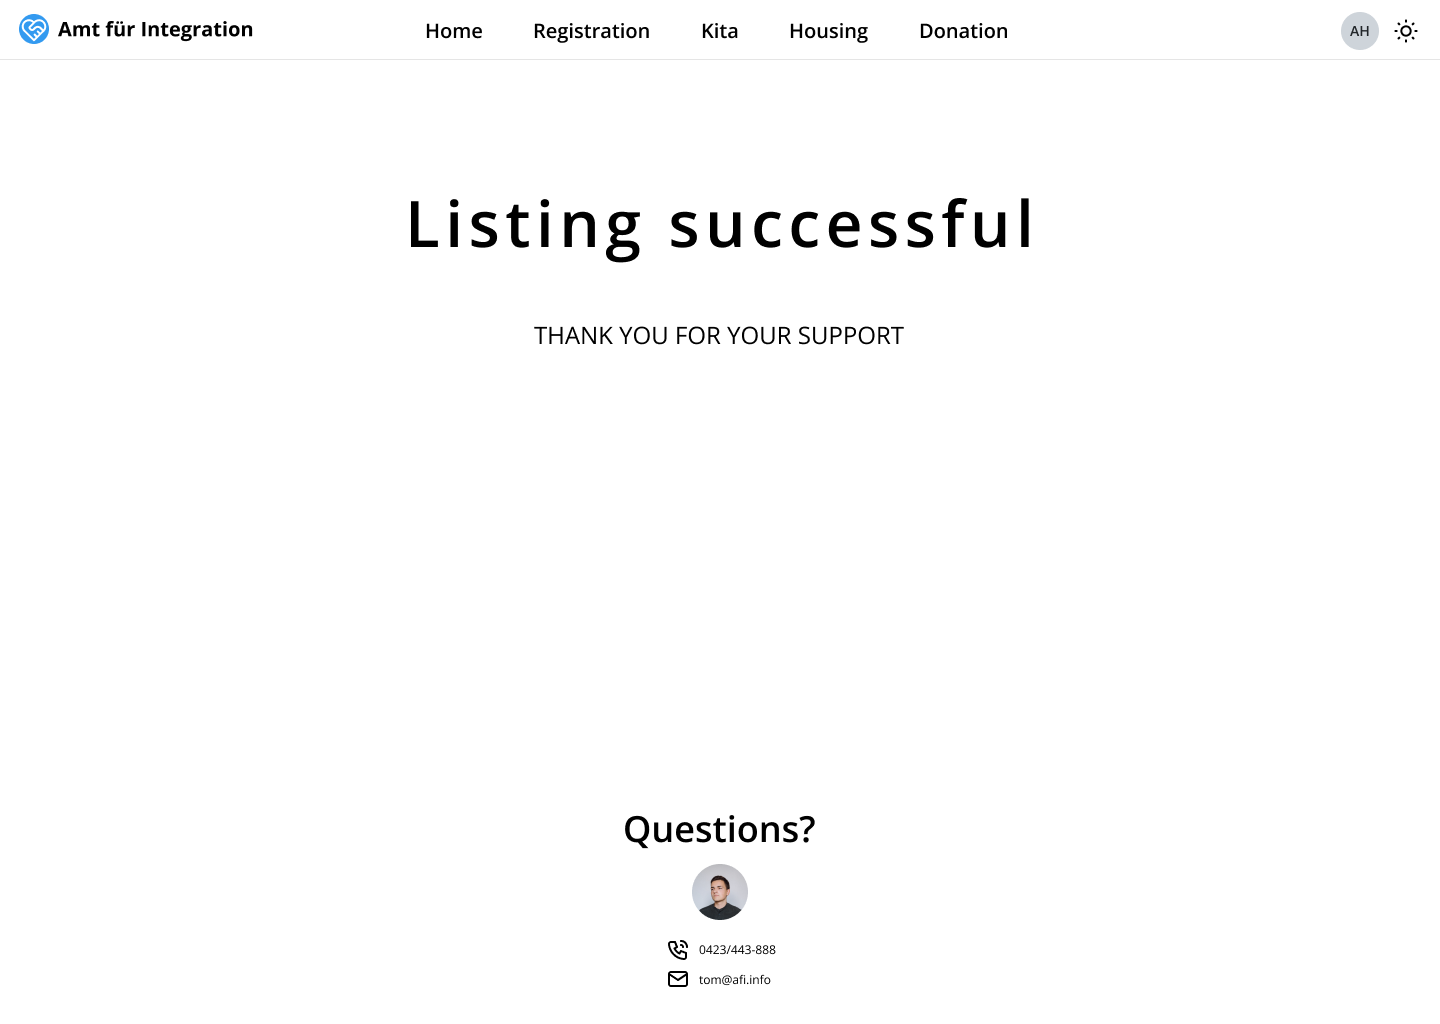 Amt für Integration
Home Registration Kita Housing Donation
AH
Listing successful
THANK YOU FOR YOUR SUPPORT
Questions?
0423/443-888
tom@afi.info